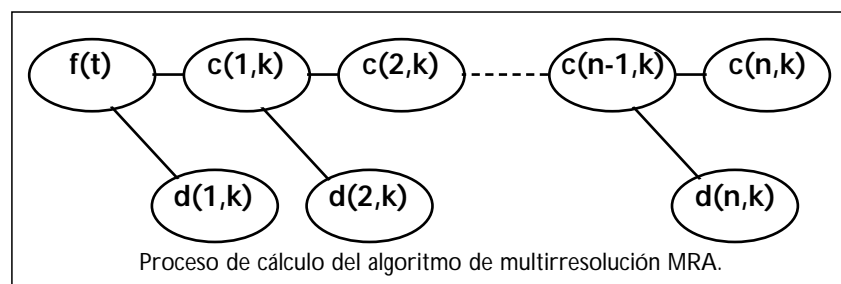 f(t) c(1,k) c(2,k) c(n-1,k) c(n,k)
d(1,k) d(2,k) d(n,k)
Proceso de cálculo del algoritmo de multirresolución MRA.